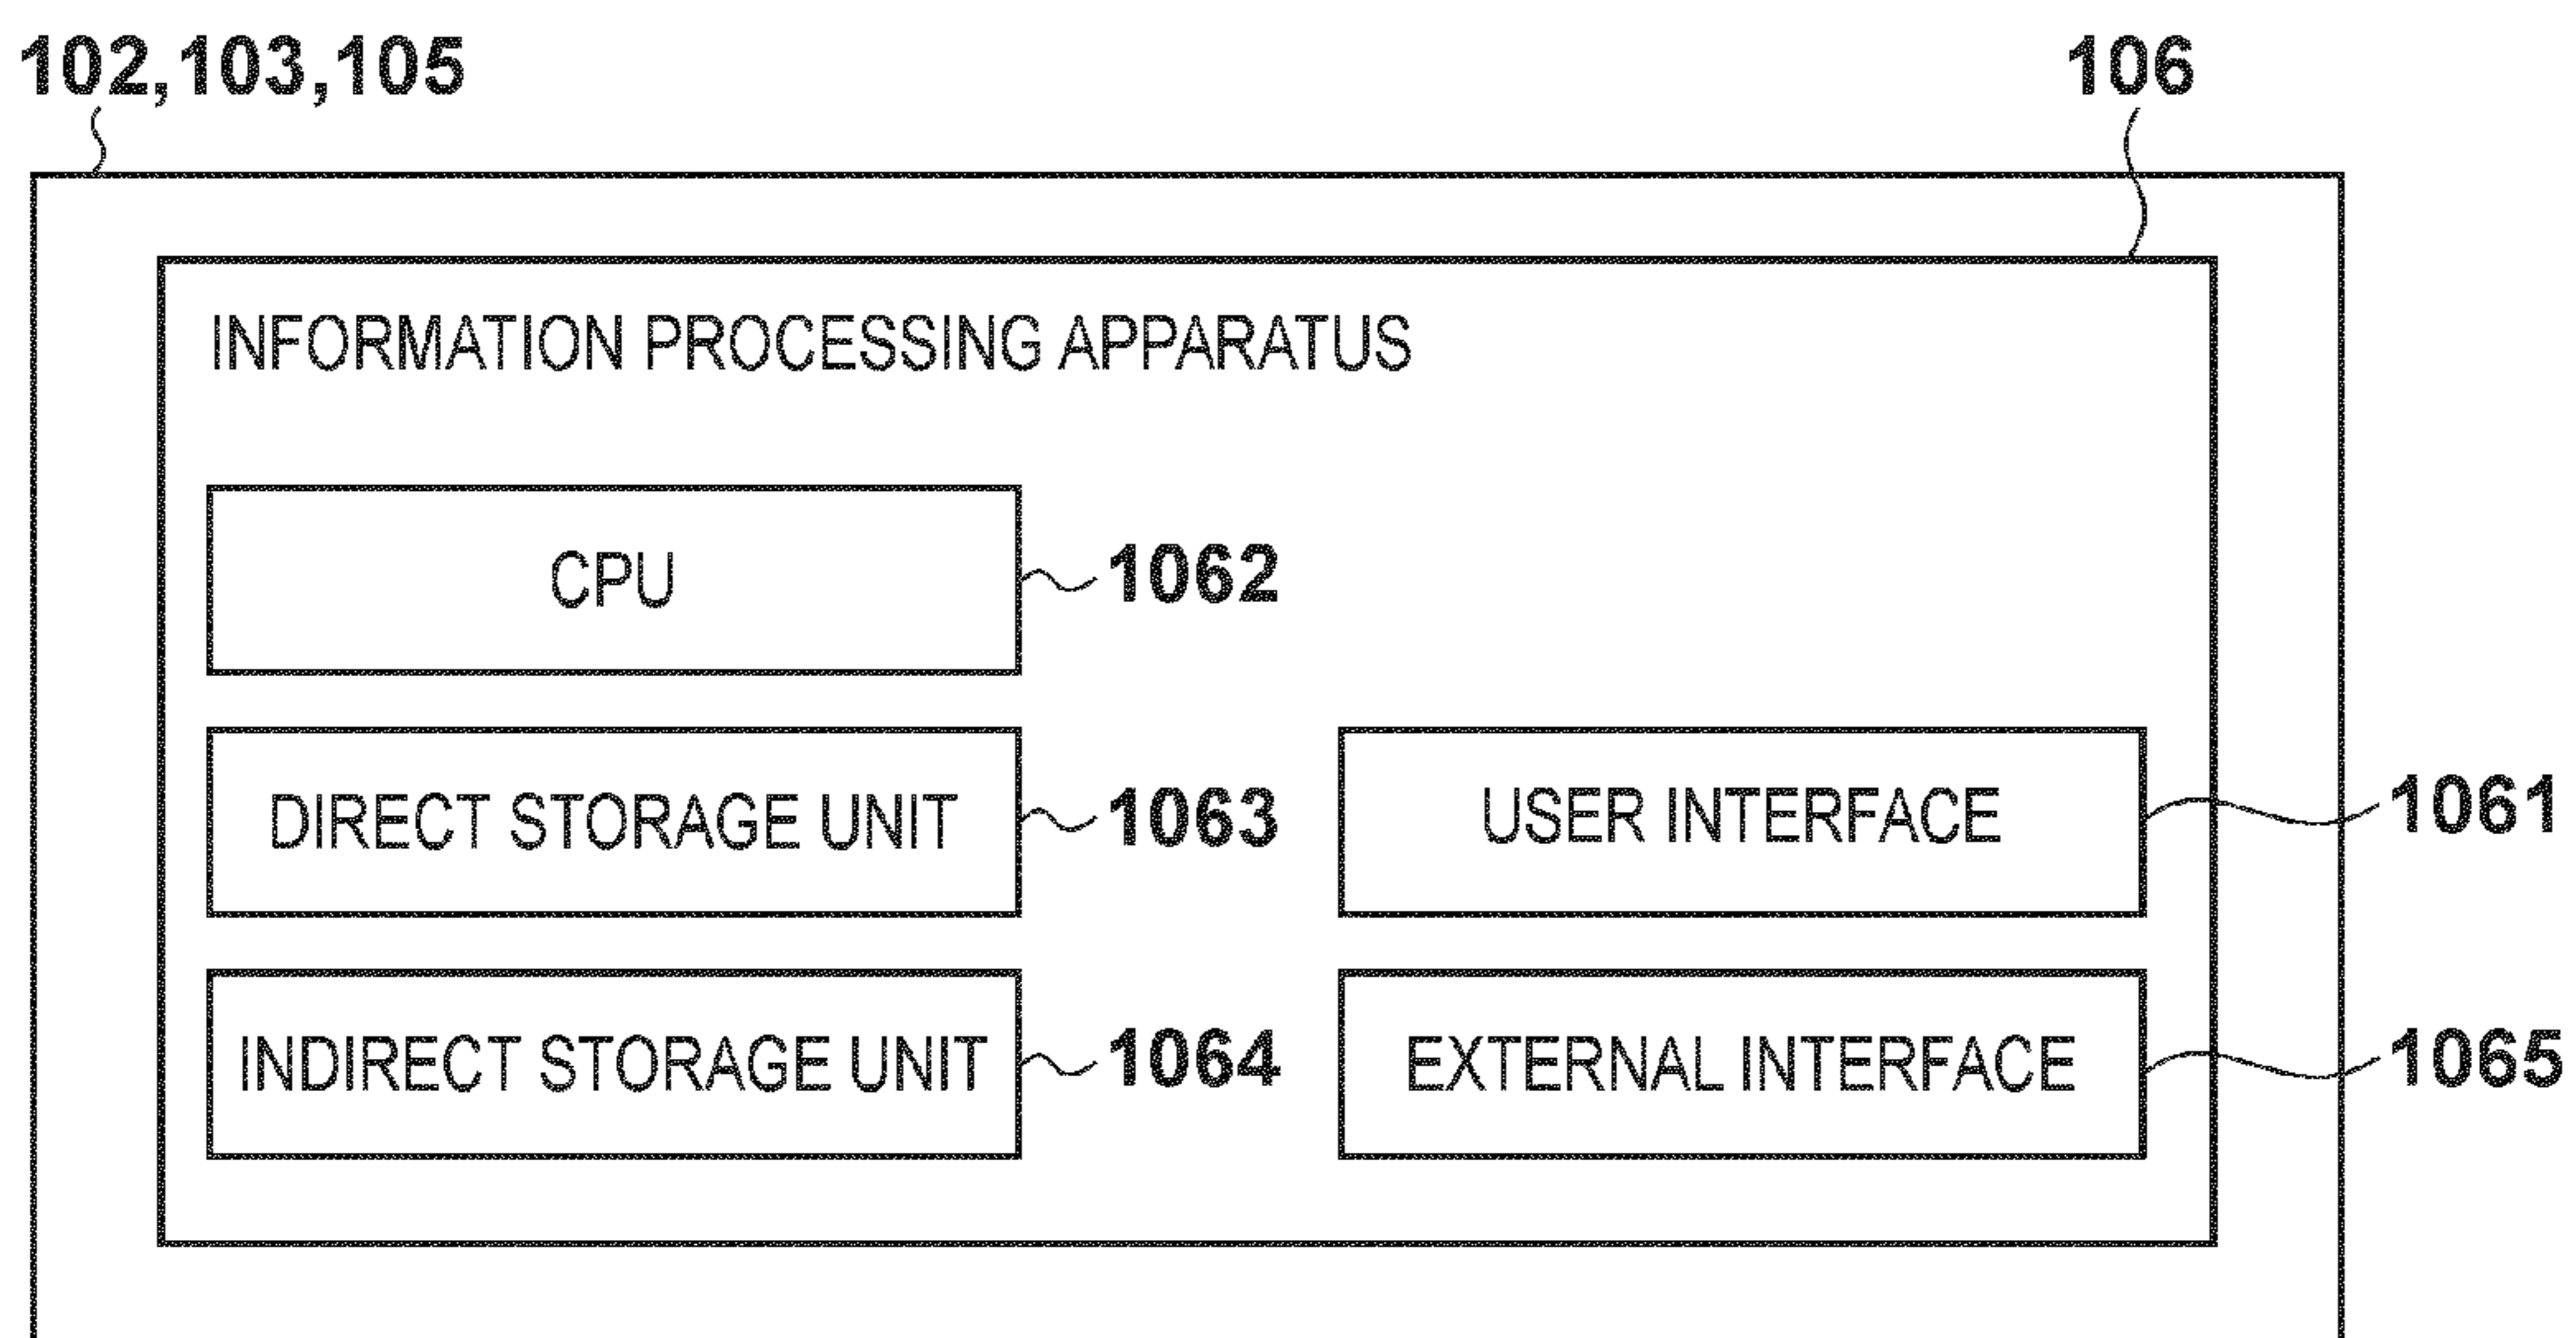 102,103,105
106
INFORMATION PROCESSING APPARATUS
CPU
1062
DIRECT STORAGE UNIT
1063
USER INTERFACE
1061
INDIRECT STORAGE UNIT
1064
EXTERNAL INTERFACE
1065